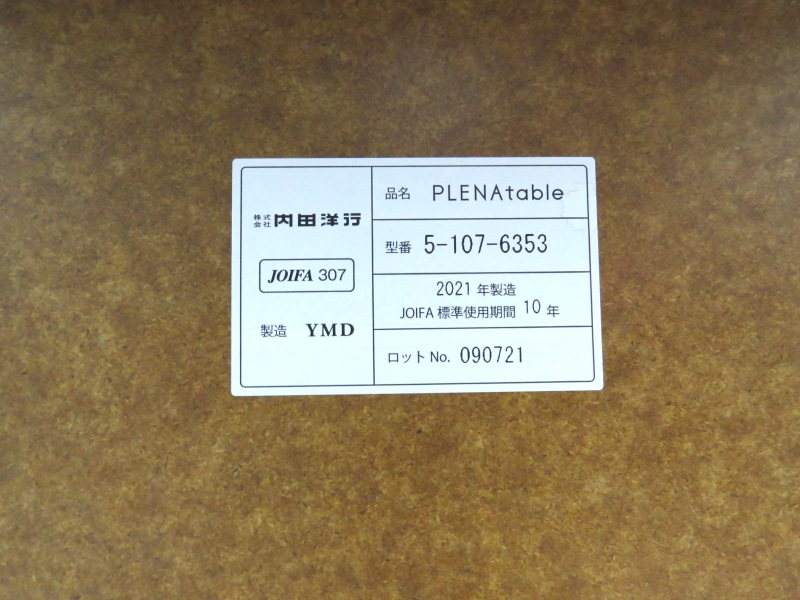 株式会社 内田洋行
JOIFA 307
製造 YMD
品名 PLENAtable
型番 5-107-6353
2021 年製造
JOIFA 標準使用期間 10 年
ロット No. 090721